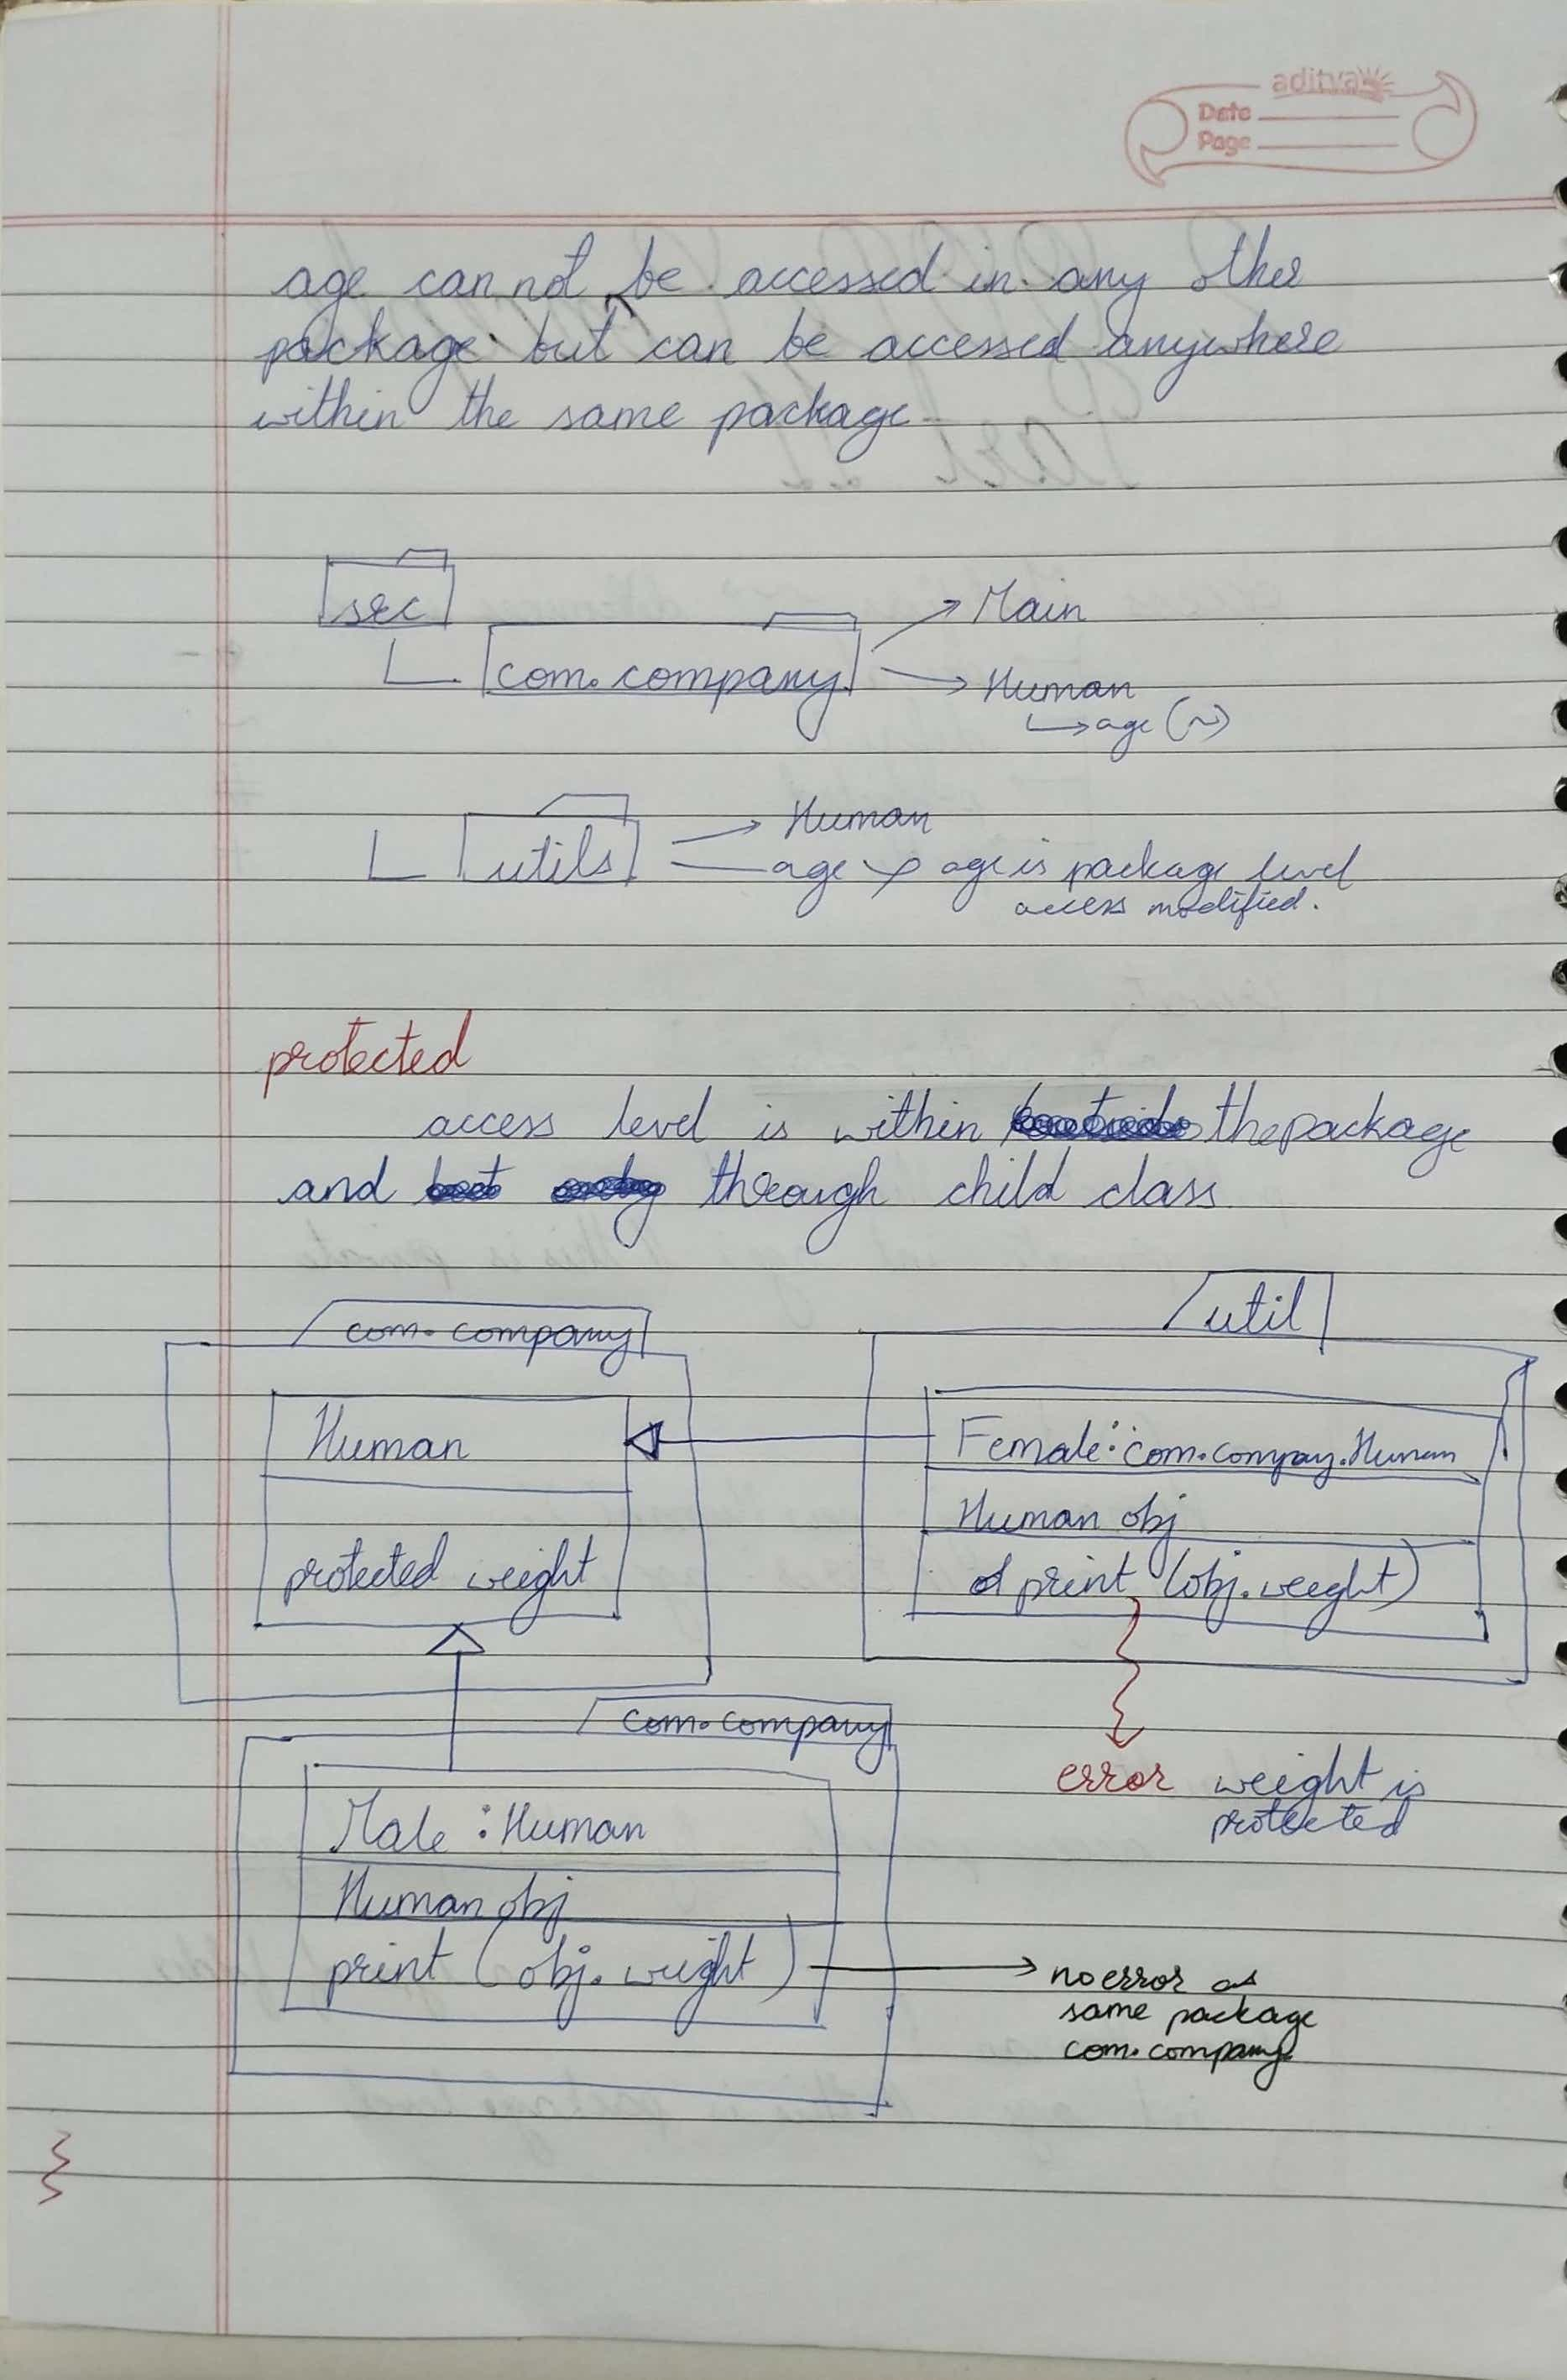 aditya
Date
Page
age can not be accessed in any other
package but can be accessed anywhere
within the same package
src
com.company
Main
Human
age (~)
utils
Human
age × age is package level
access modified.
protected
access level is within the package
and through child class
com.company
util
Human
protected weight
Female : com.compay.Human
Human obj
print (obj.weight)
com.company
error weight is
protected
Male : Human
Human obj
print (obj.weight)
no error as
same package
com.company